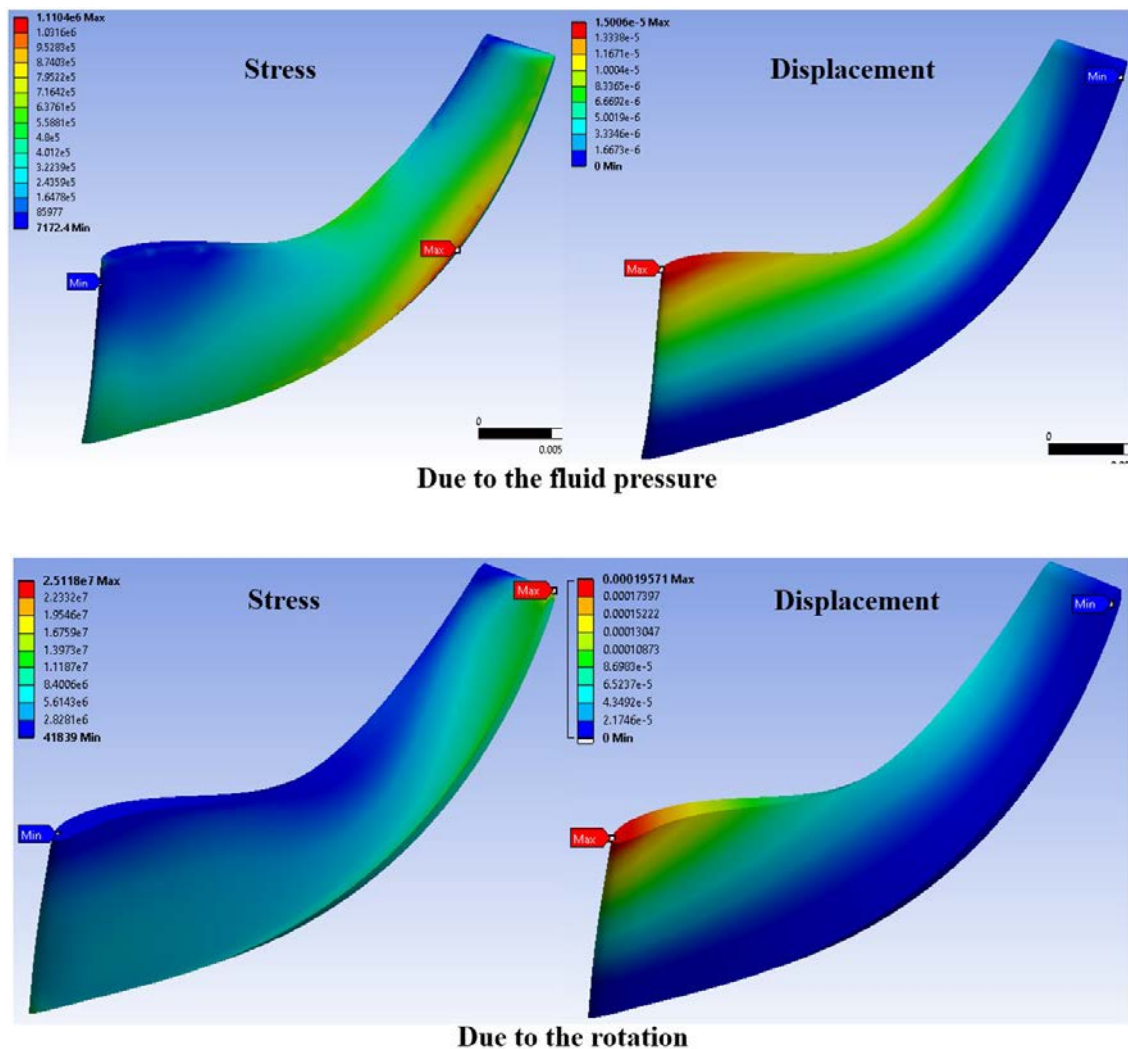 1.1104e6 Max
1.0316e6
9.5283e5
8.7403e5
7.9522e5
7.1642e5
6.3761e5
5.5881e5
4.8e5
4.012e5
3.2239e5
2.4359e5
1.6478e5
85977
7172.4 Min
Stress
Max
Min
0
0.005
1.5006e-5 Max
1.3338e-5
1.1671e-5
1.0004e-5
8.3365e-6
6.6692e-6
5.0019e-6
3.3346e-6
1.6673e-6
0 Min
Displacement
Min
Max
0
Due to the fluid pressure
2.5118e7 Max
2.2332e7
1.9546e7
1.6759e7
1.3973e7
1.1187e7
8.4006e6
5.6143e6
2.8281e6
41839 Min
Stress
Max
Min
0.00019571 Max
0.00017397
0.00015222
0.00013047
0.00010873
8.6983e-5
6.5237e-5
4.3492e-5
2.1746e-5
0 Min
Displacement
Min
Max
Due to the rotation